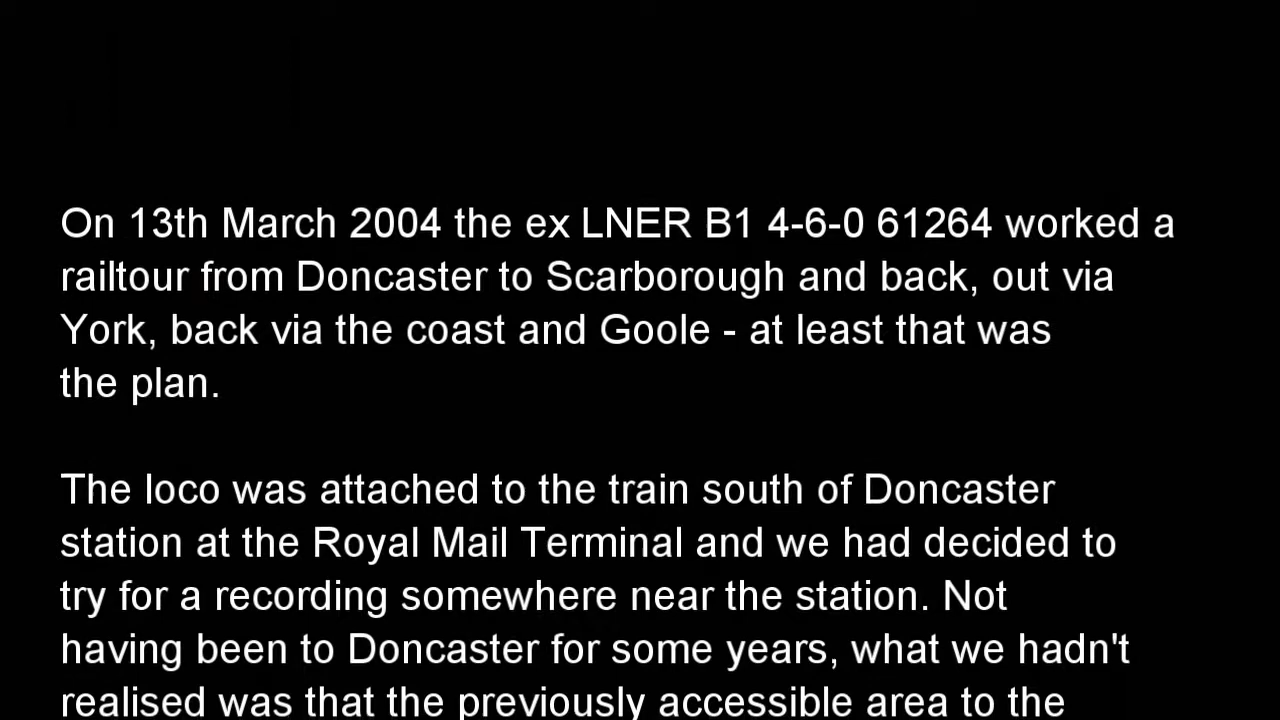 On 13th March 2004 the ex LNER B1 4-6-0 61264 worked a
railtour from Doncaster to Scarborough and back, out via
York, back via the coast and Goole - at least that was
the plan.
The loco was attached to the train south of Doncaster
station at the Royal Mail Terminal and we had decided to
try for a recording somewhere near the station. Not
having been to Doncaster for some years, what we hadn't
realised was that the previously accessible area to the